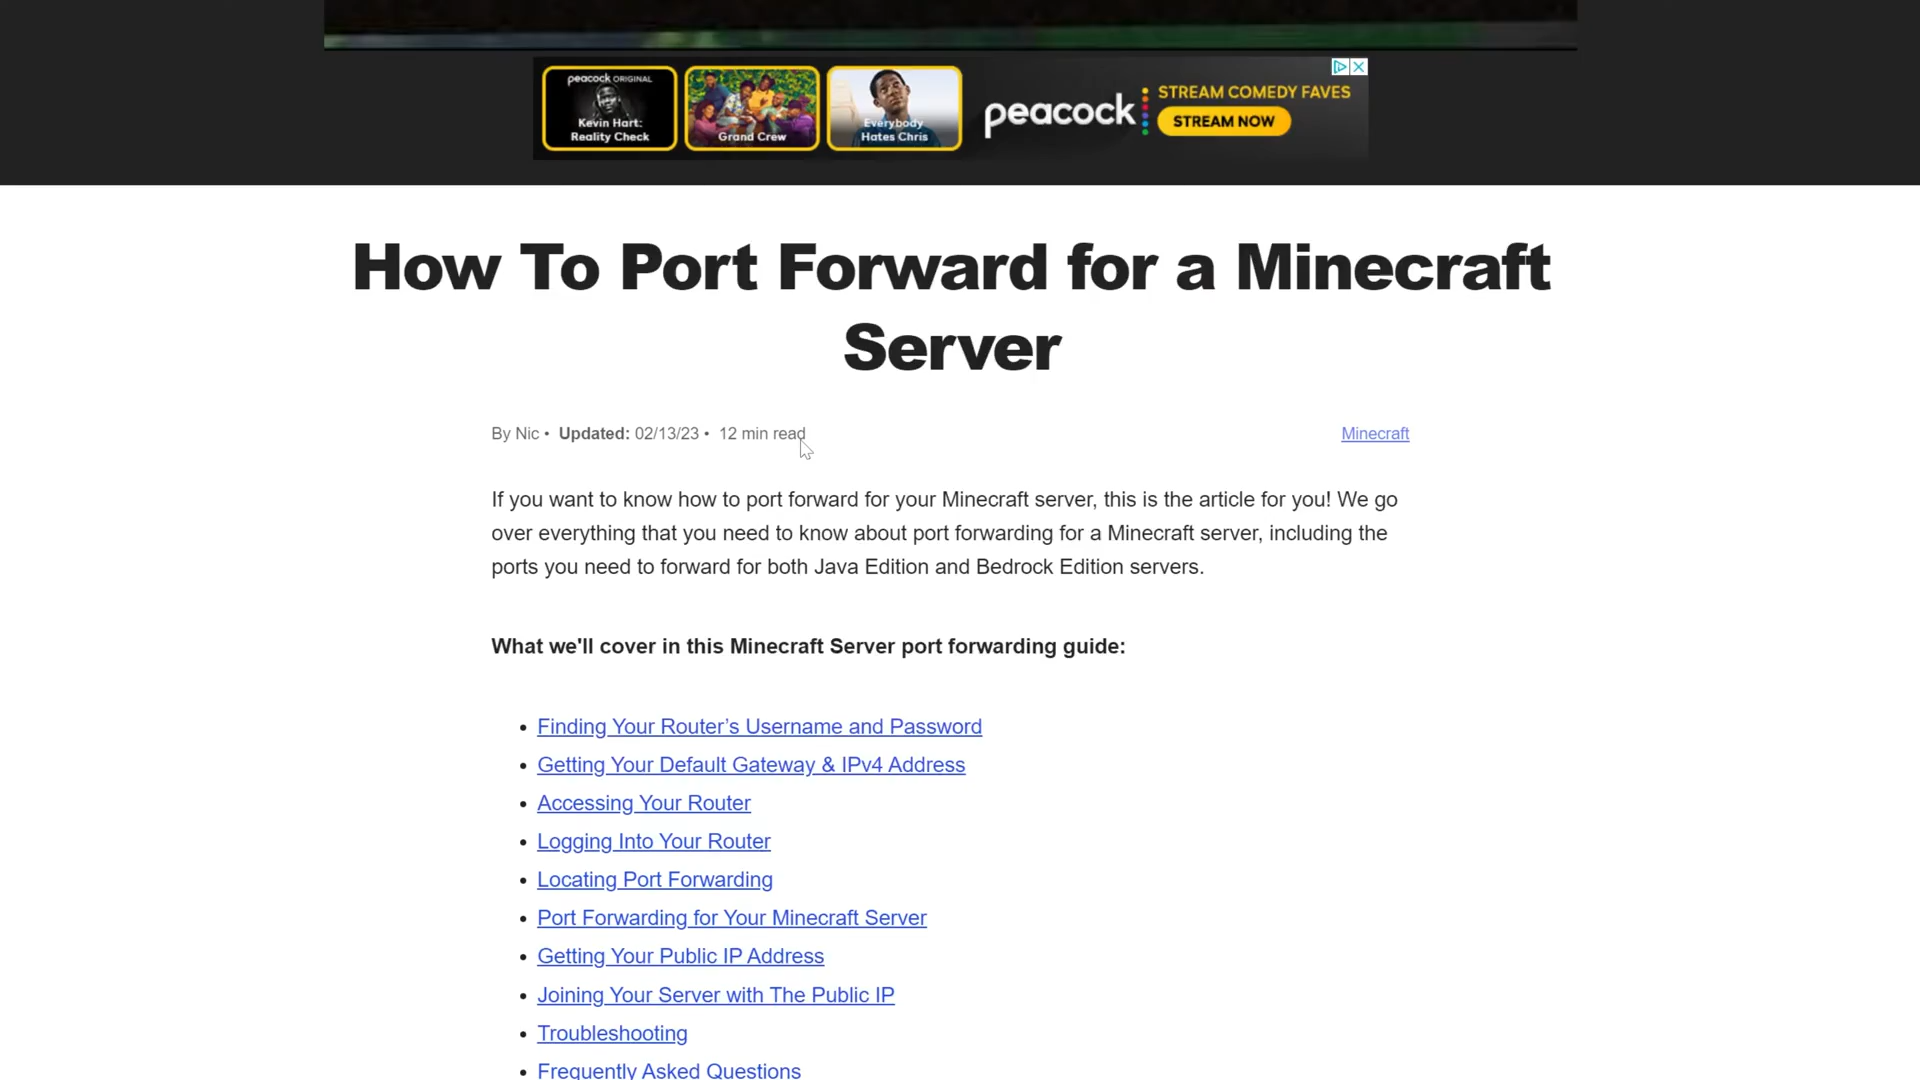 peacock ORIGINAL
Kevin Hart:
Reality Check
Grand Crew
Everybody
Hates Chris
peacock
STREAM COMEDY FAVES
STREAM NOW
How To Port Forward for a Minecraft
Server
By Nic • Updated: 02/13/23 • 12 min read
Minecraft
If you want to know how to port forward for your Minecraft server, this is the article for you! We go
over everything that you need to know about port forwarding for a Minecraft server, including the
ports you need to forward for both Java Edition and Bedrock Edition servers.
What we'll cover in this Minecraft Server port forwarding guide:
• Finding Your Router’s Username and Password
• Getting Your Default Gateway & IPv4 Address
• Accessing Your Router
• Logging Into Your Router
• Locating Port Forwarding
• Port Forwarding for Your Minecraft Server
• Getting Your Public IP Address
• Joining Your Server with The Public IP
• Troubleshooting
• Frequently Asked Questions